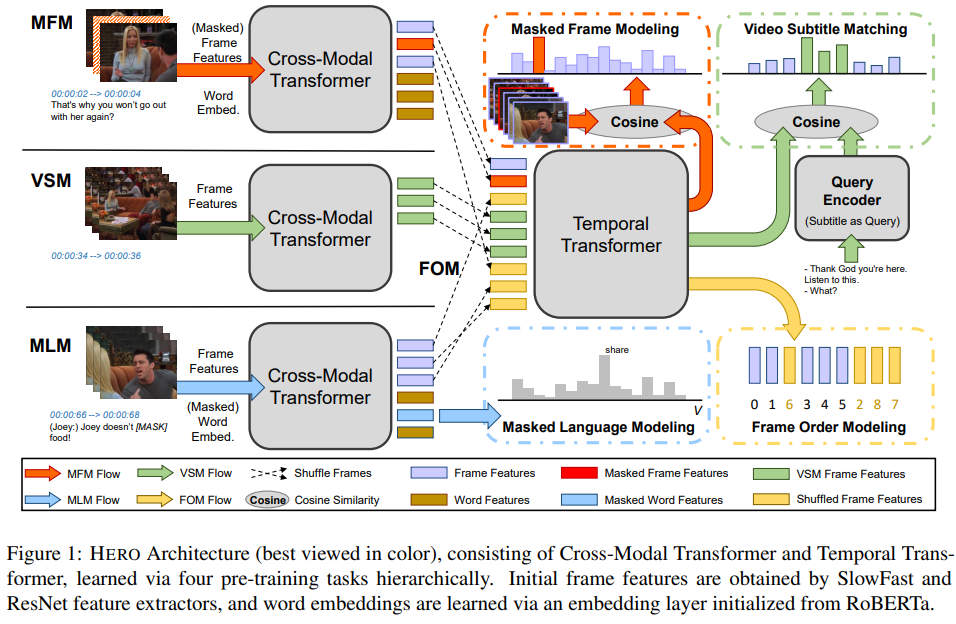 MFM
(Masked)
Frame
Features
Word
Embed.
Cross-Modal
Transformer
00:00:02 --> 00:00:04
That's why you won't go out
with her again?
VSM
Frame
Features
Cross-Modal
Transformer
00:00:34 --> 00:00:36
MLM
Frame
Features
(Masked)
Word
Embed.
Cross-Modal
Transformer
00:00:66 --> 00:00:68
(Joey:) Joey doesn't [MASK]
food!
FOM
Masked Frame Modeling
Cosine
Temporal
Transformer
Video Subtitle Matching
Cosine
Query
Encoder
(Subtitle as Query)
- Thank God you're here.
Listen to this.
- What?
share
V
Masked Language Modeling
0 1 6 3 4 5 2 8 7
Frame Order Modeling
MFM Flow
VSM Flow
Shuffle Frames
Frame Features
Masked Frame Features
VSM Frame Features
MLM Flow
FOM Flow
Cosine
Cosine Similarity
Word Features
Masked Word Features
Shuffled Frame Features
Figure 1: HERO Architecture (best viewed in color), consisting of Cross-Modal Transformer and Temporal Trans-
former, learned via four pre-training tasks hierarchically. Initial frame features are obtained by SlowFast and
ResNet feature extractors, and word embeddings are learned via an embedding layer initialized from RoBERTa.